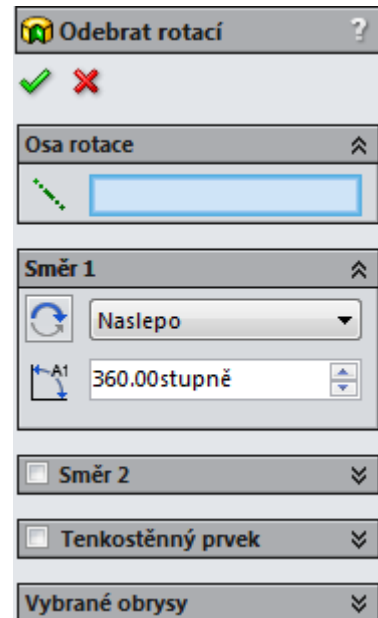 Odebrat rotací ?
Osa rotace
Směr 1
Naslepo
A1
360.00stupně
Směr 2
Tenkostěnný prvek
Vybrané obrysy